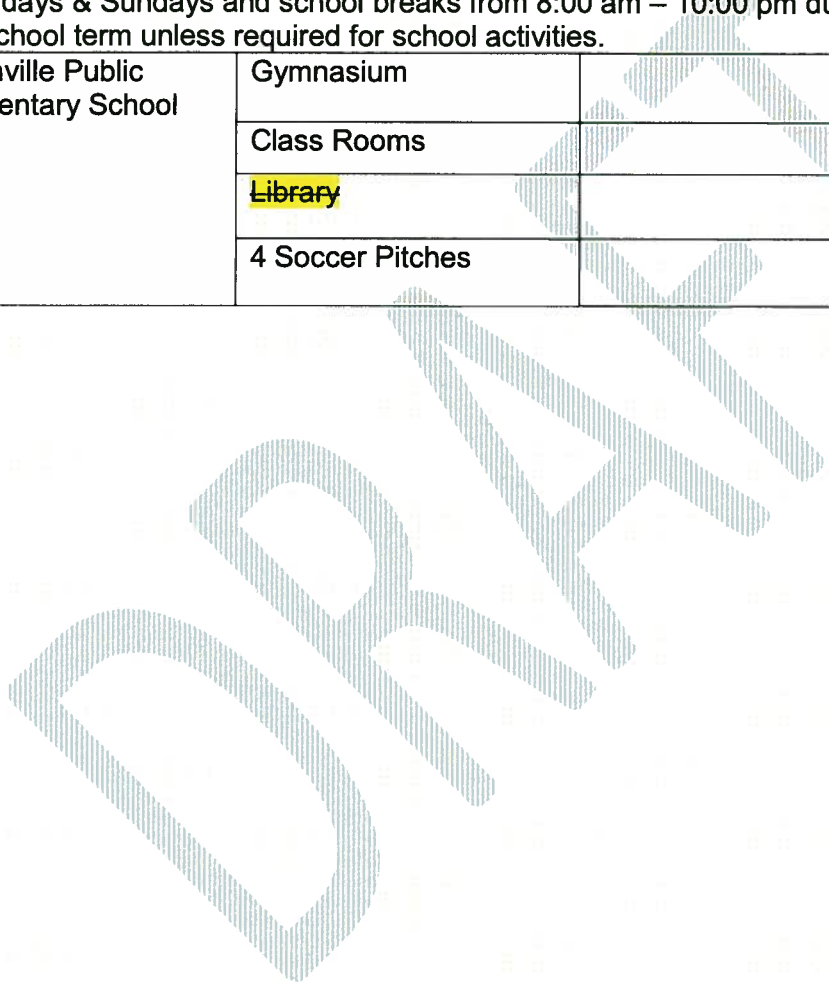 days & Sundays and school breaks from 8:00 am – 10:00 pm du
chool term unless required for school activities.
ville Public Gymnasium
entary School
Class Rooms
Library
4 Soccer Pitches
DRAFT